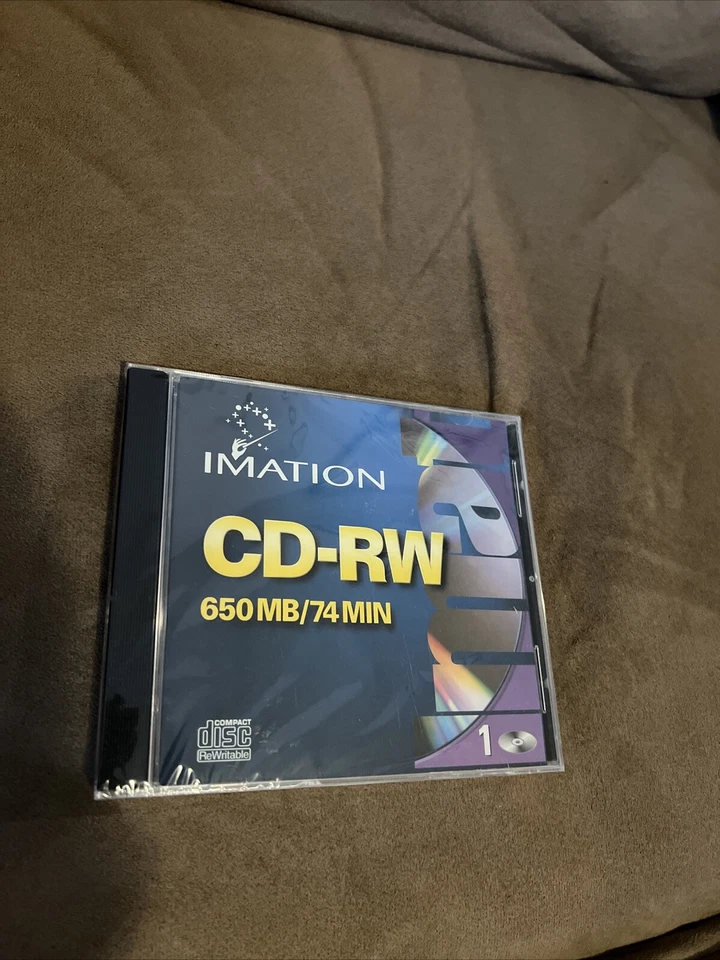 IMATION
CD-RW
650 MB/74 MIN
COMPACT
disc
ReWritable
1